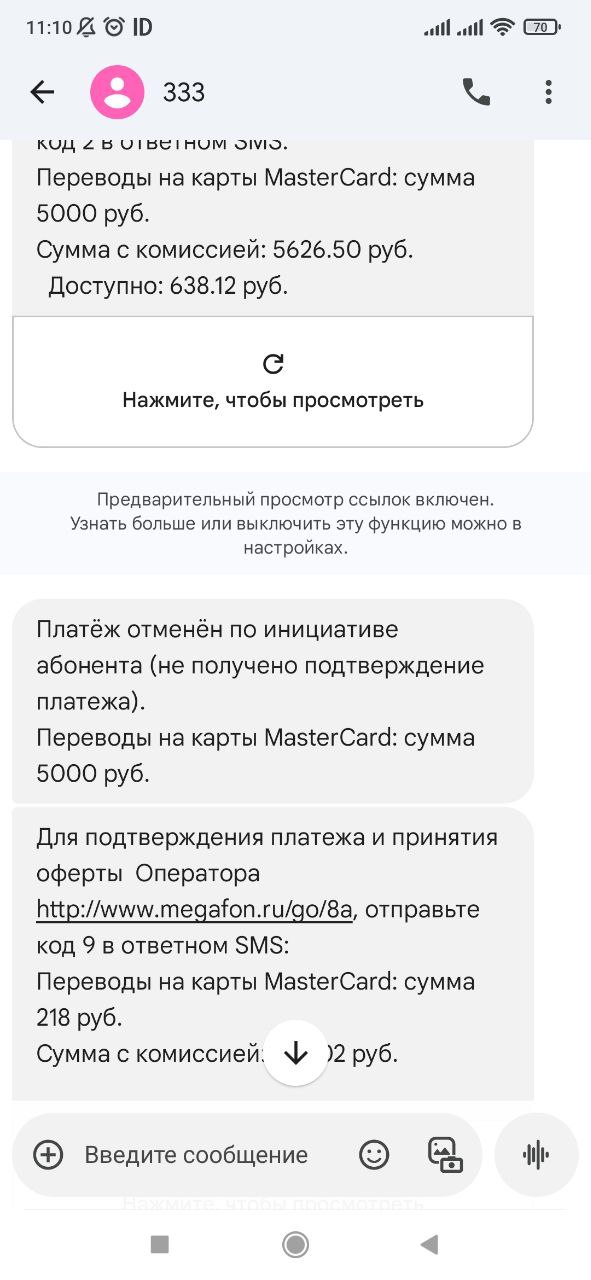 11:10
70
333
код 2 в ответном SMS.
Переводы на карты MasterCard: сумма
5000 руб.
Сумма с комиссией: 5626.50 руб.
Доступно: 638.12 руб.
Нажмите, чтобы просмотреть
Предварительный просмотр ссылок включен.
Узнать больше или выключить эту функцию можно в
настройках.
Платёж отменён по инициативе
абонента (не получено подтверждение
платежа).
Переводы на карты MasterCard: сумма
5000 руб.
Для подтверждения платежа и принятия
оферты Оператора
http://www.megafon.ru/go/8a, отправьте
код 9 в ответном SMS:
Переводы на карты MasterCard: сумма
218 руб.
Сумма с комиссией: 02 руб.
Введите сообщение
Нажмите, чтобы просмотреть